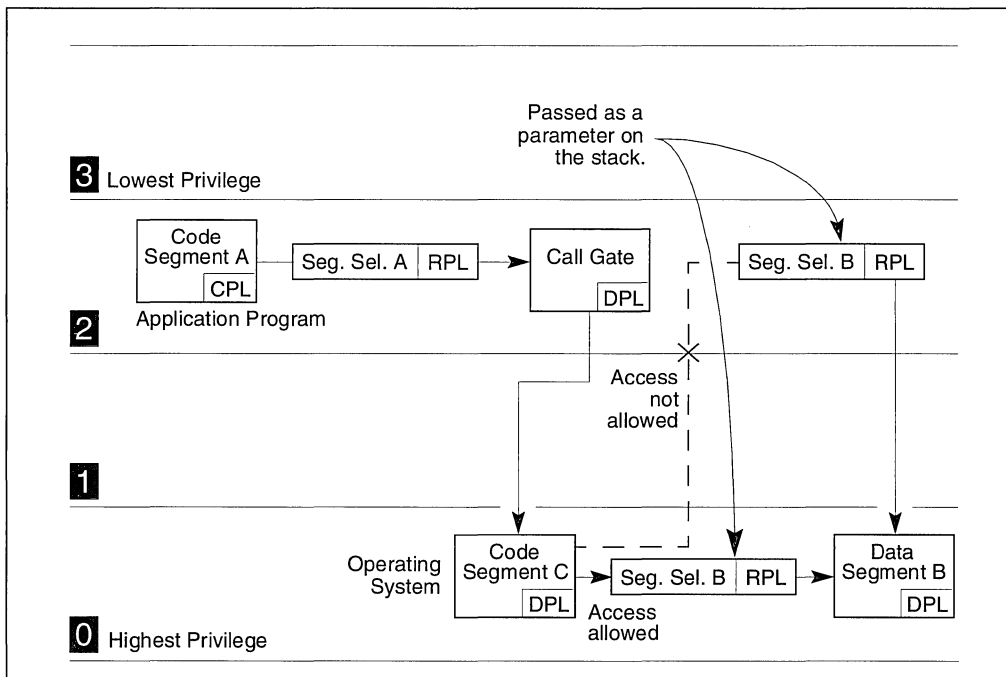 Passed as a
parameter on
the stack.
3 Lowest Privilege
Code
Segment A
CPL
Application Program
Seg. Sel. A RPL
Call Gate
DPL
Seg. Sel. B RPL
2
Access
not
allowed
1
Operating
System
Code
Segment C
DPL
Seg. Sel. B RPL
Access
allowed
Data
Segment B
DPL
0 Highest Privilege